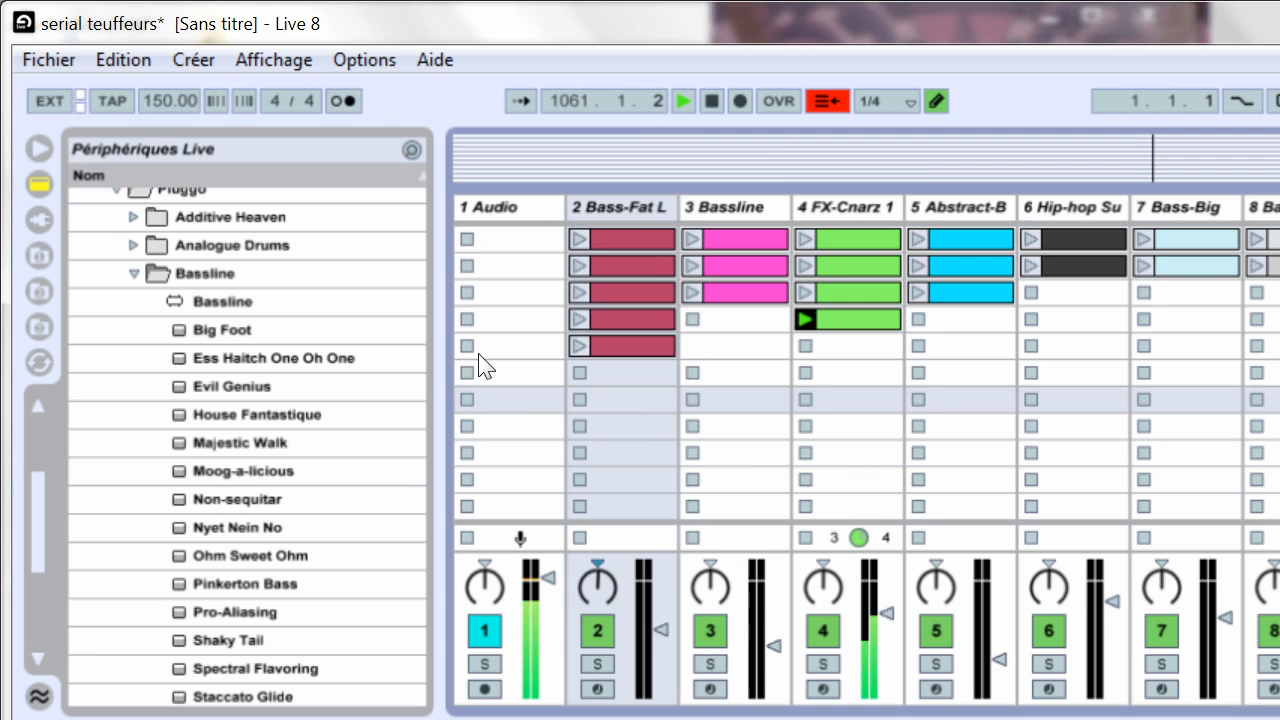 serial teuffeurs* [Sans titre] - Live 8
Fichier Edition Créer Affichage Options Aide
EXT TAP 150.00 4 / 4 1061. 1. 2 OVR 1/4 1. 1. 1
Périphériques Live
Nom
Pluggo
Additive Heaven
Analogue Drums
Bassline
Bassline
Big Foot
Ess Haitch One Oh One
Evil Genius
House Fantastique
Majestic Walk
Moog-a-licious
Non-sequitar
Nyet Nein No
Ohm Sweet Ohm
Pinkerton Bass
Pro-Aliasing
Shaky Tail
Spectral Flavoring
Staccato Glide
1 Audio 2 Bass-Fat L 3 Bassline 4 FX-Cnarz 1 5 Abstract-B 6 Hip-hop Su 7 Bass-Big 8 Ba
3 4
1 2 3 4 5 6 7 8
S S S S S S S S